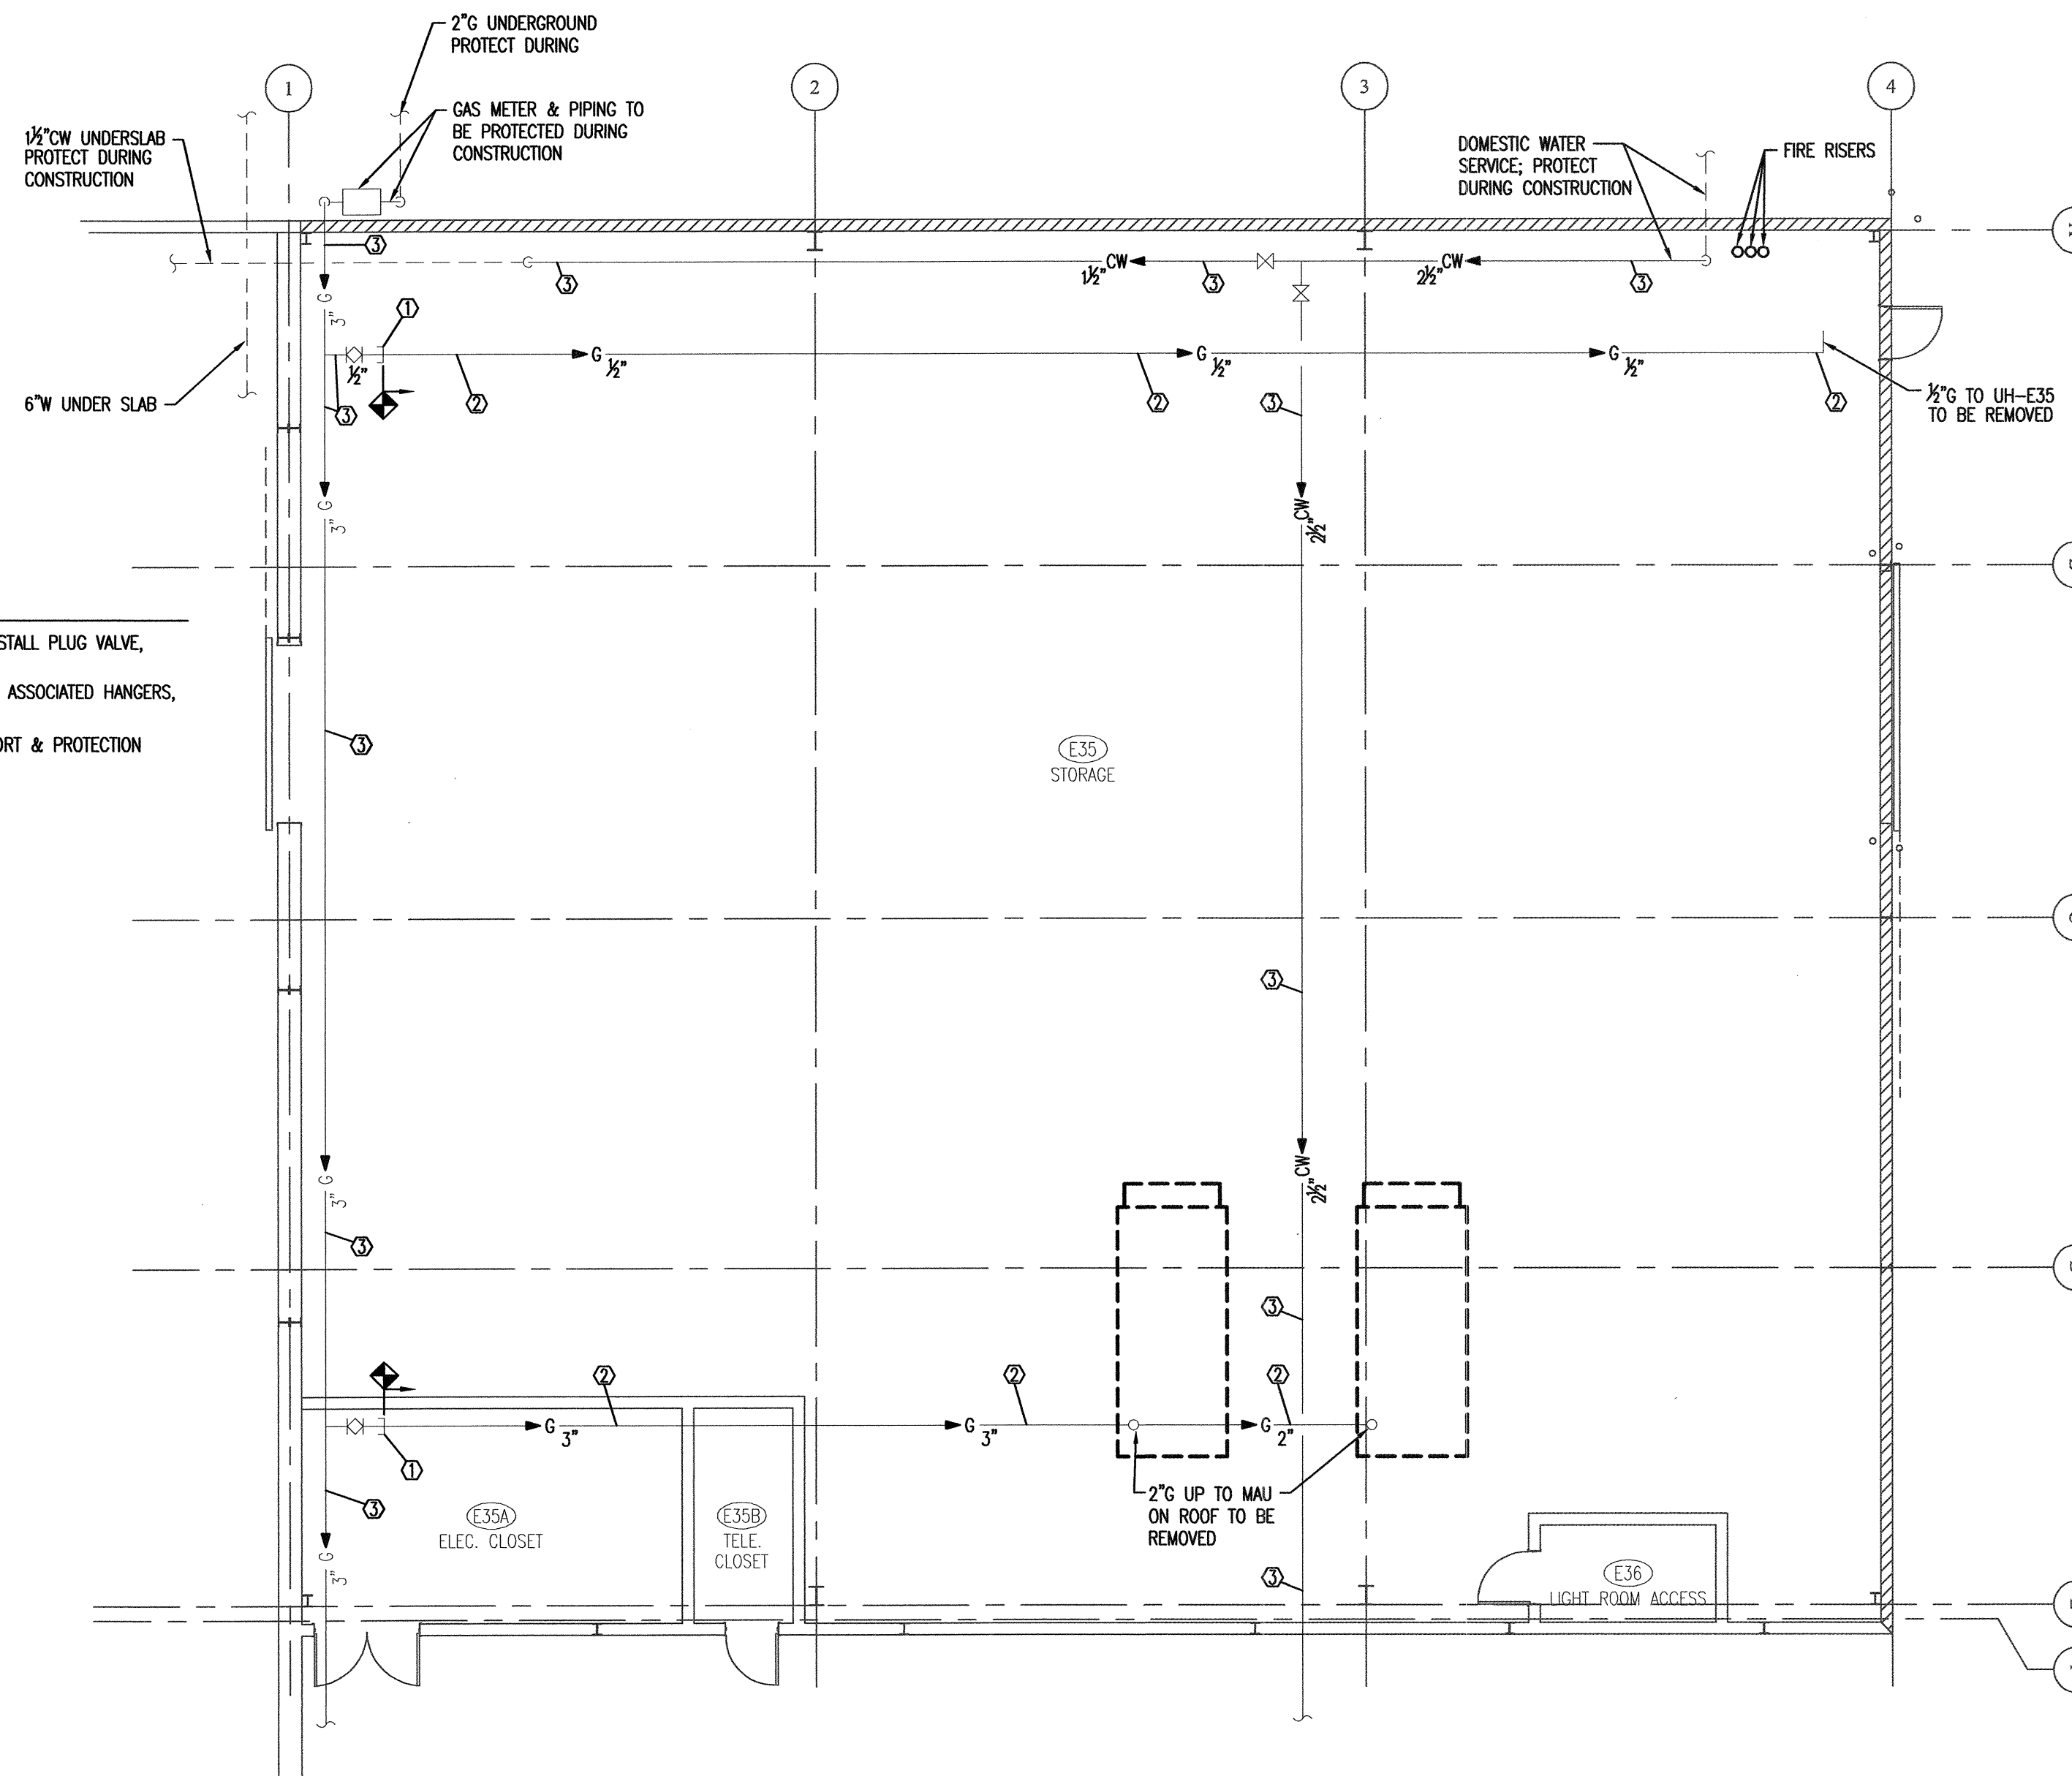 2"G UNDERGROUND
PROTECT DURING
1
2
3
4
GAS METER & PIPING TO
BE PROTECTED DURING
CONSTRUCTION
1½"CW UNDERSLAB
PROTECT DURING
CONSTRUCTION
DOMESTIC WATER
SERVICE; PROTECT
DURING CONSTRUCTION
FIRE RISERS
3
CW
1½"
CW
2½"
3
3
3
G
3"
1
G
½"
G
½"
G
½"
½"
6"W UNDER SLAB
3
2
3
2
2
½"G TO UH-E35
TO BE REMOVED
G
3"
CW
2½"
STALL PLUG VALVE,
ASSOCIATED HANGERS,
ORT & PROTECTION
3
E35
STORAGE
3
G
3"
CW
2½"
3
3
2
2
2
G
3"
G
3"
G
2"
1
3
2"G UP TO MAU
ON ROOF TO BE
REMOVED
E35A
ELEC. CLOSET
E35B
TELE.
CLOSET
G
3"
3
E36
LIGHT ROOM ACCESS